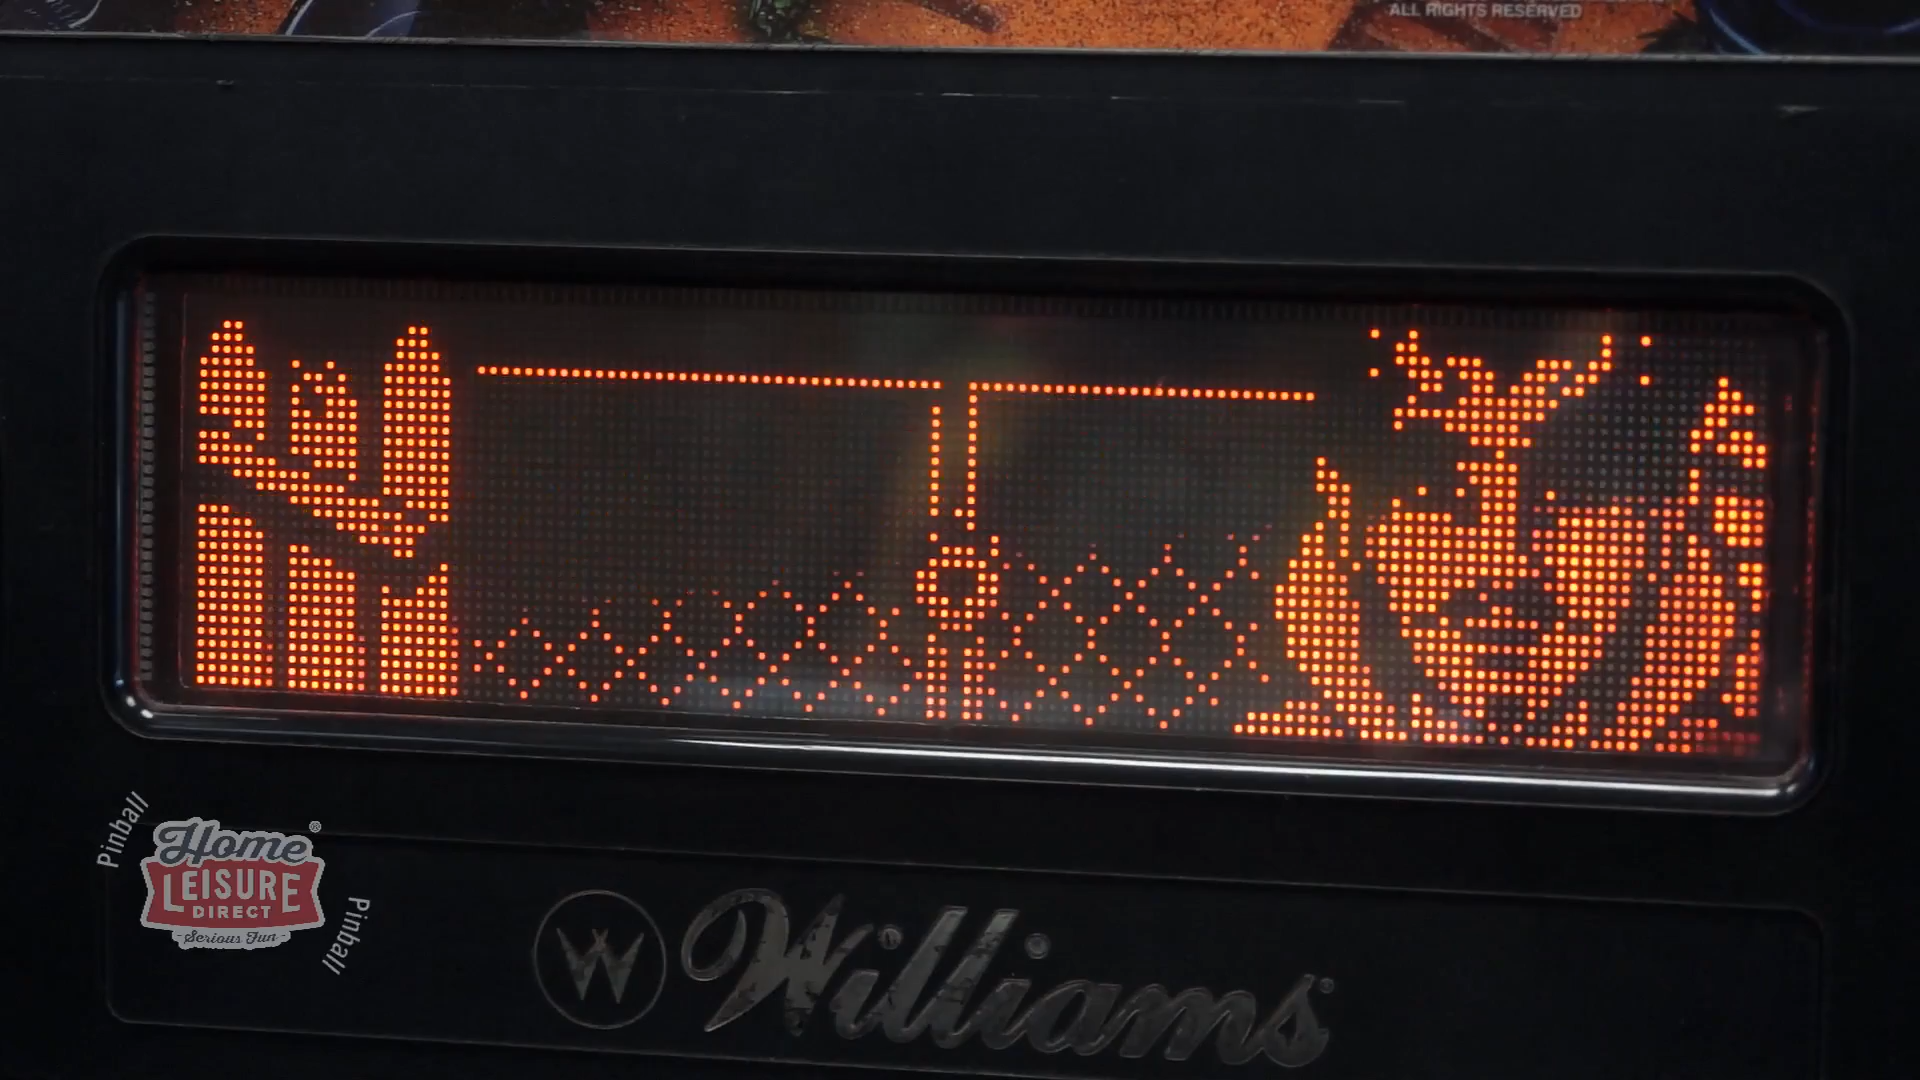 ALL RIGHTS RESERVED
Pinball
Home®
LEISURE
DIRECT
-Serious Fun-
Pinball
W Williams®